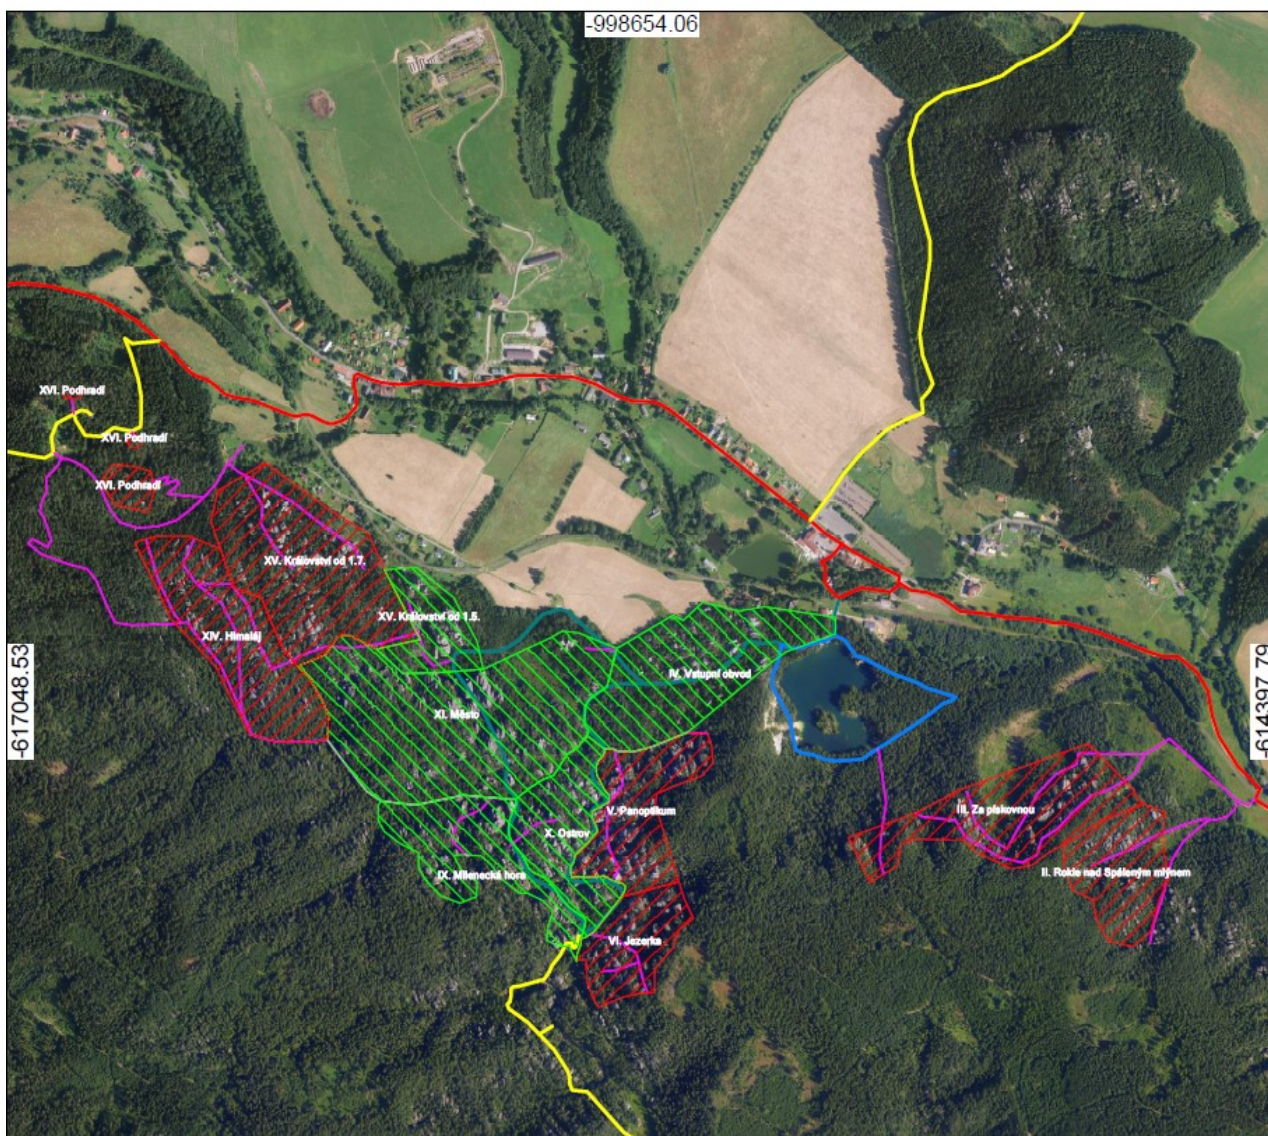 -998654.06
XVI. Podhradí
XVI. Podhradí
XVI. Podhradí
XV. Království od 1.7.
XV. Království od 1.5.
XIV. Himaláj
IV. Vstupní obvod
XI. Město
-617048.53
-614397.79
V. Panoptikum
III. Za pískovnou
X. Ostrov
IX. Milenecká hora
II. Rokle nad Spáleným mlýnem
VI. Jezerka